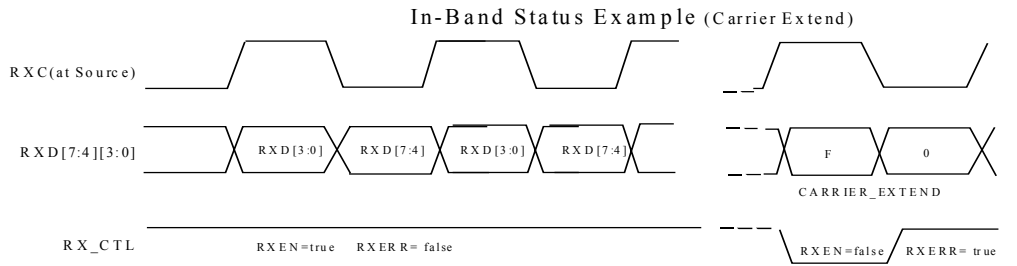 In-Band Status Example (Carrier Extend)
RXC(at Source)
RXD[7:4][3:0]
RXD[3:0] RXD[7:4] RXD[3:0] RXD[7:4] F 0
CARRIER_EXTEND
RX_CTL
RXEN=true RXERR= false RXEN=false RXERR= true